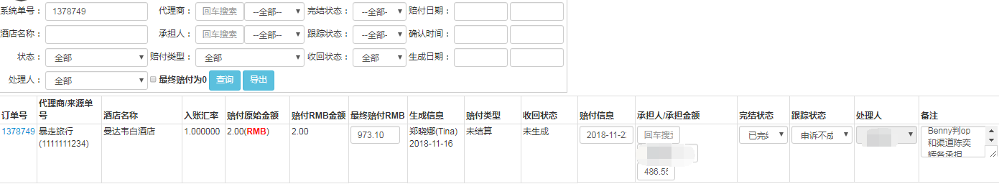 系统单号： 1378749 代理商： 回车搜索 --全部-- 完结状态： --全部- 赔付日期：
酒店名称： 承担人： 回车搜索 --全部-- 跟踪状态： --全部- 确认时间：
状态： 全部 赔付类型： 全部 收回状态： 全部 生成日期：
处理人： 全部 最终赔付为0 查询 导出
订单号 代理商/来源单号 酒店名称 入账汇率 赔付原始金额 赔付RMB金额 最终赔付RMB 生成信息 赔付类型 收回状态 赔付信息 承担人/承担金额 完结状态 跟踪状态 处理人 备注
1378749 暴走旅行 曼达韦白酒店 1.000000 2.00(RMB) 2.00 973.10 郑晓娜(Tina) 未结算 未生成 2018-11-2 回车搜索 已完 申诉不成 Benny判op
(1111111234) 2018-11-16 和渠道陈奕
486.55 辉各承担